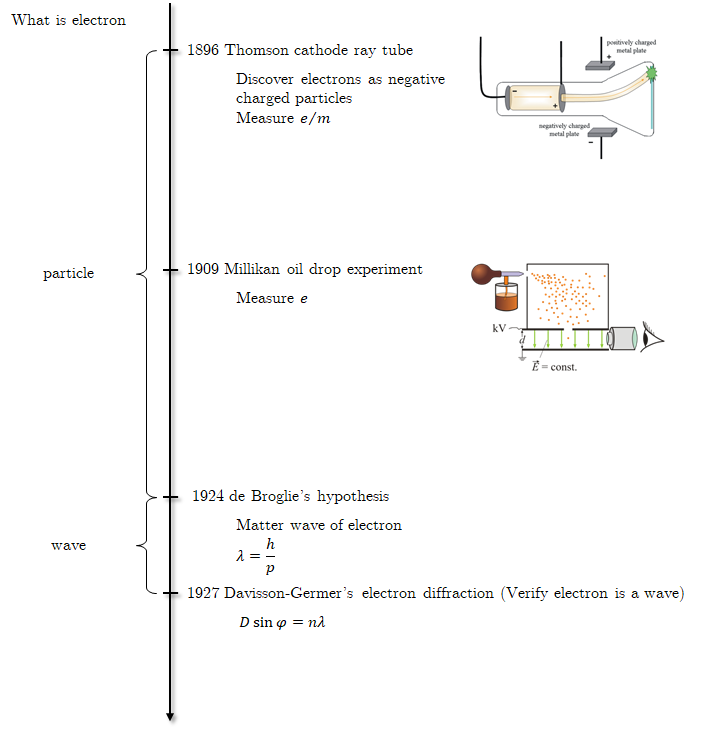 What is electron
1896 Thomson cathode ray tube
Discover electrons as negative
charged particles
Measure e/m
positively charged
metal plate
+
-
+
negatively charged
metal plate
-
particle
1909 Millikan oil drop experiment
Measure e
kV
d
E⃗ = const.
1924 de Broglie's hypothesis
Matter wave of electron
λ = h/p
wave
1927 Davisson-Germer's electron diffraction (Verify electron is a wave)
D sin φ = nλ